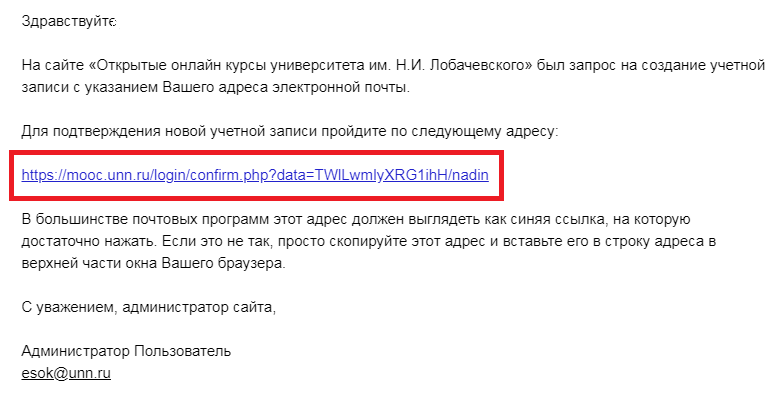 Здравствуйте
На сайте «Открытые онлайн курсы университета им. Н.И. Лобачевского» был запрос на создание учетной
записи с указанием Вашего адреса электронной почты.
Для подтверждения новой учетной записи пройдите по следующему адресу:
https://mooc.unn.ru/login/confirm.php?data=TWILwmlyXRG1ihH/nadin
В большинстве почтовых программ этот адрес должен выглядеть как синяя ссылка, на которую
достаточно нажать. Если это не так, просто скопируйте этот адрес и вставьте его в строку адреса в
верхней части окна Вашего браузера.
С уважением, администратор сайта,
Администратор Пользователь
esok@unn.ru